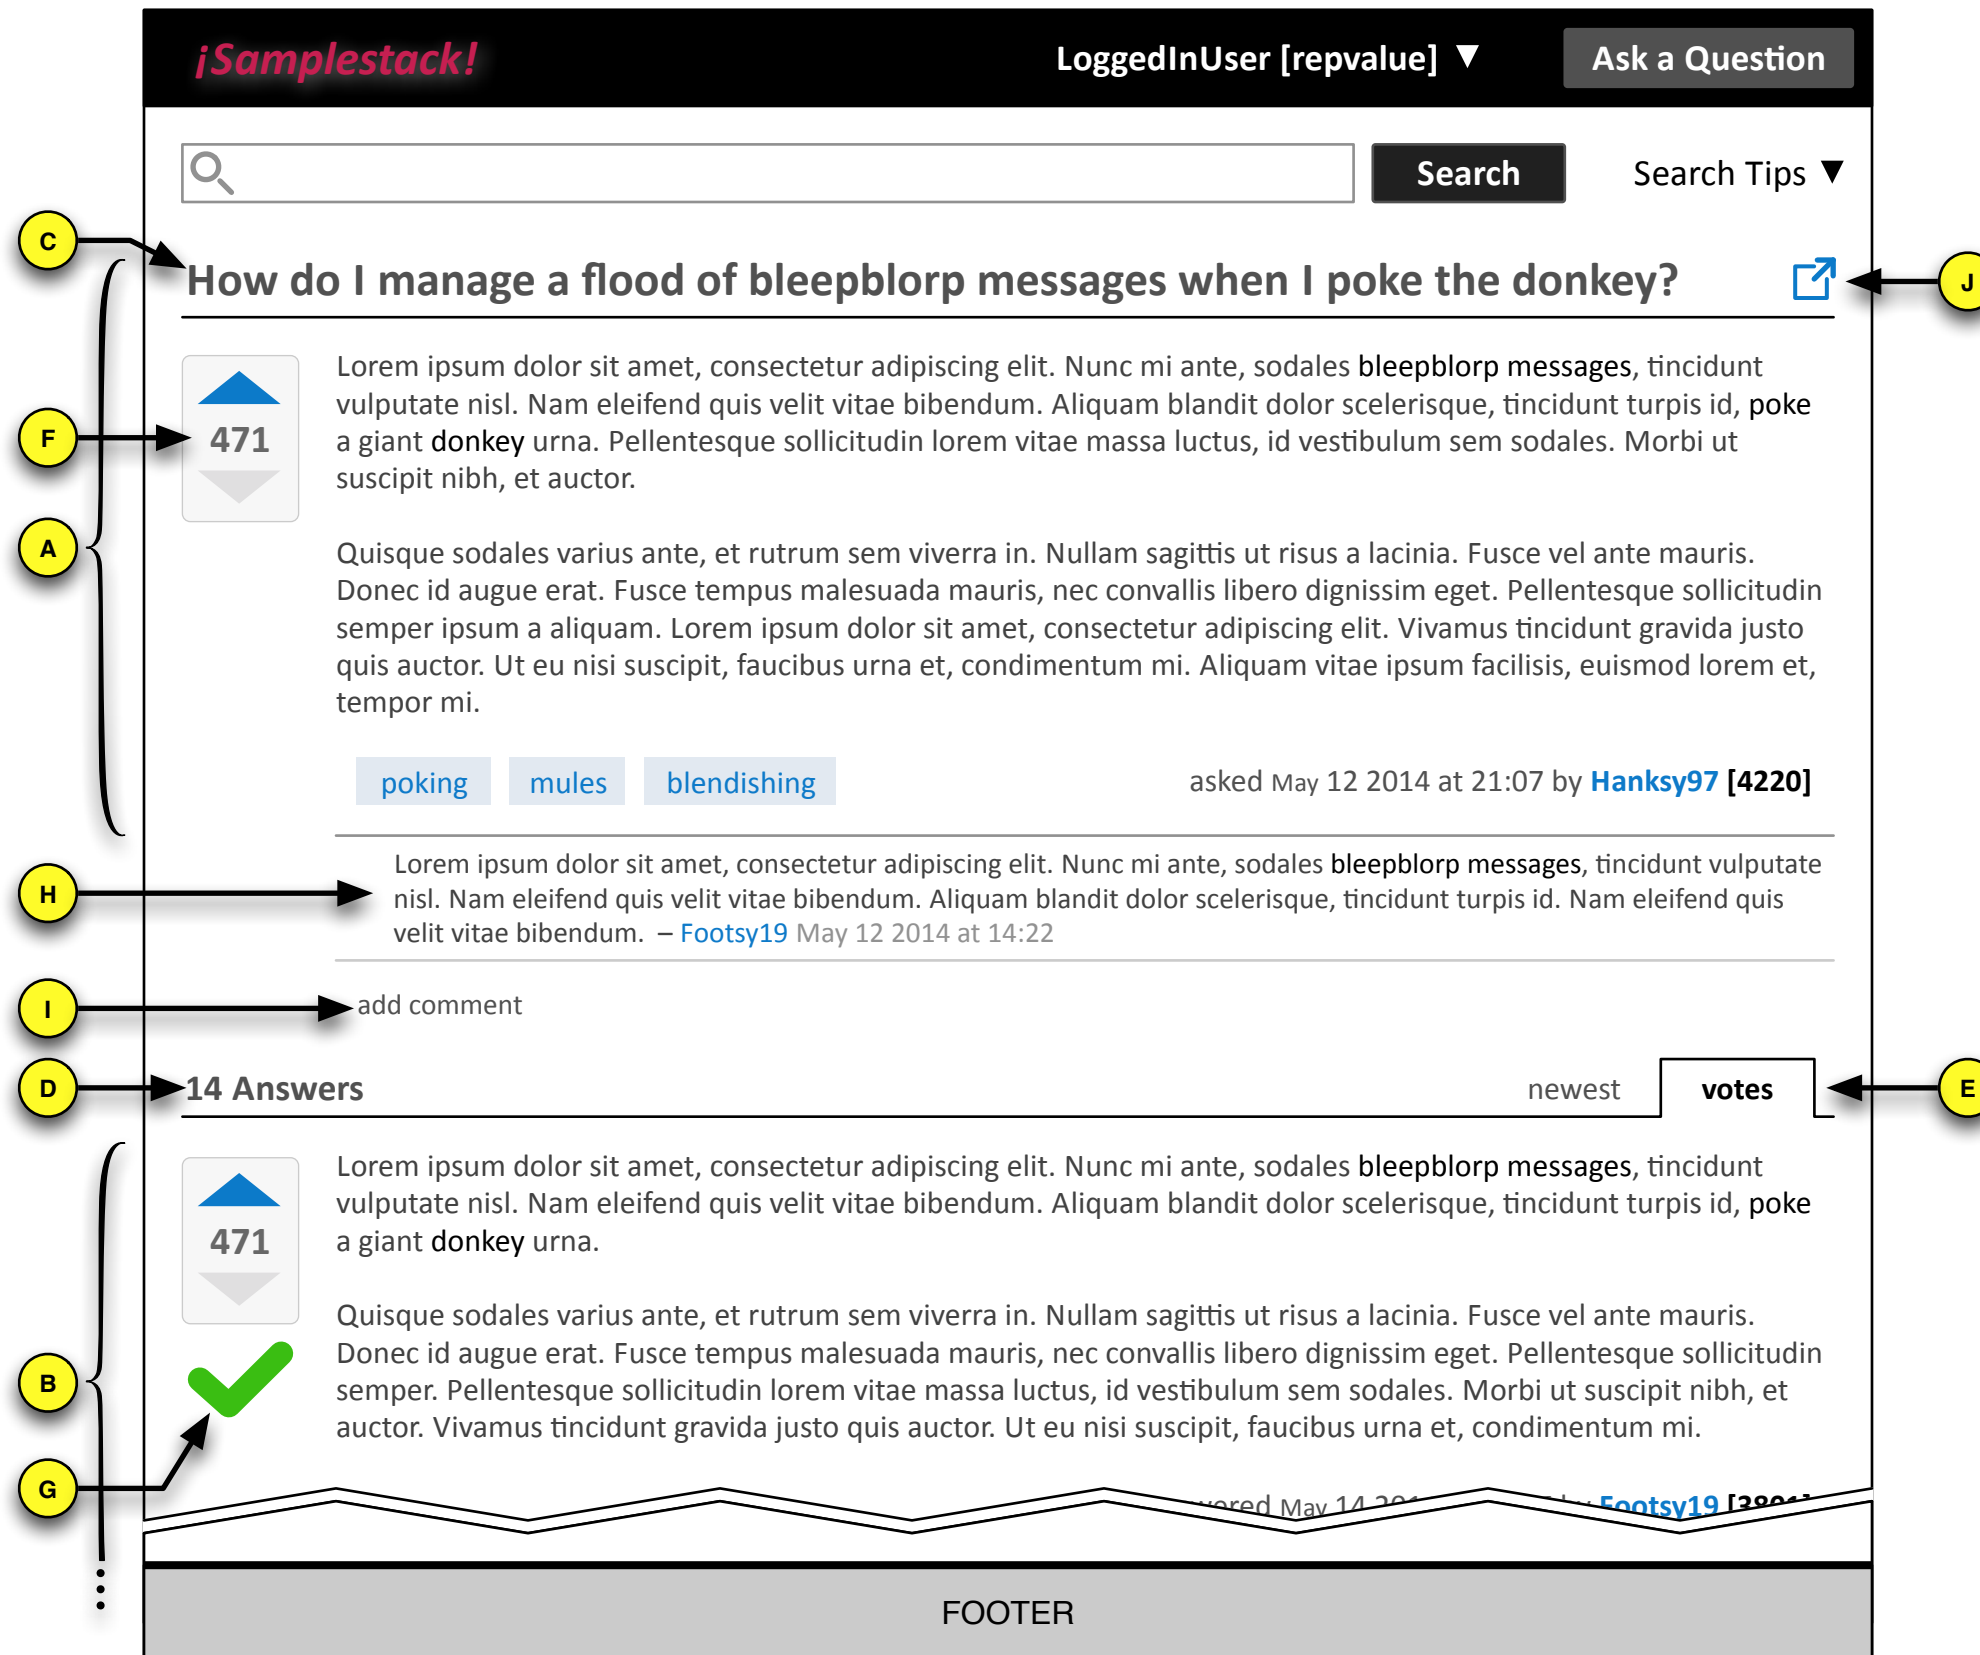 ¡Samplestack!
LoggedInUser [repvalue] ▼
Ask a Question
Search
Search Tips ▼
C
How do I manage a flood of bleepblorp messages when I poke the donkey?
J
Lorem ipsum dolor sit amet, consectetur adipiscing elit. Nunc mi ante, sodales bleepblorp messages, tincidunt
vulputate nisl. Nam eleifend quis velit vitae bibendum. Aliquam blandit dolor scelerisque, tincidunt turpis id, poke
F
471
a giant donkey urna. Pellentesque sollicitudin lorem vitae massa luctus, id vestibulum sem sodales. Morbi ut
suscipit nibh, et auctor.
A
Quisque sodales varius ante, et rutrum sem viverra in. Nullam sagittis ut risus a lacinia. Fusce vel ante mauris.
Donec id augue erat. Fusce tempus malesuada mauris, nec convallis libero dignissim eget. Pellentesque sollicitudin
semper ipsum a aliquam. Lorem ipsum dolor sit amet, consectetur adipiscing elit. Vivamus tincidunt gravida justo
quis auctor. Ut eu nisi suscipit, faucibus urna et, condimentum mi. Aliquam vitae ipsum facilisis, euismod lorem et,
tempor mi.
poking mules blendishing
asked May 12 2014 at 21:07 by Hanksy97 [4220]
H
Lorem ipsum dolor sit amet, consectetur adipiscing elit. Nunc mi ante, sodales bleepblorp messages, tincidunt vulputate
nisl. Nam eleifend quis velit vitae bibendum. Aliquam blandit dolor scelerisque, tincidunt turpis id. Nam eleifend quis
velit vitae bibendum. – Footsy19 May 12 2014 at 14:22
I
add comment
D
14 Answers
newest
votes
E
Lorem ipsum dolor sit amet, consectetur adipiscing elit. Nunc mi ante, sodales bleepblorp messages, tincidunt
vulputate nisl. Nam eleifend quis velit vitae bibendum. Aliquam blandit dolor scelerisque, tincidunt turpis id, poke
471
a giant donkey urna.
Quisque sodales varius ante, et rutrum sem viverra in. Nullam sagittis ut risus a lacinia. Fusce vel ante mauris.
Donec id augue erat. Fusce tempus malesuada mauris, nec convallis libero dignissim eget. Pellentesque sollicitudin
B
semper. Pellentesque sollicitudin lorem vitae massa luctus, id vestibulum sem sodales. Morbi ut suscipit nibh, et
auctor. Vivamus tincidunt gravida justo quis auctor. Ut eu nisi suscipit, faucibus urna et, condimentum mi.
G
May 14 Footsy19
FOOTER